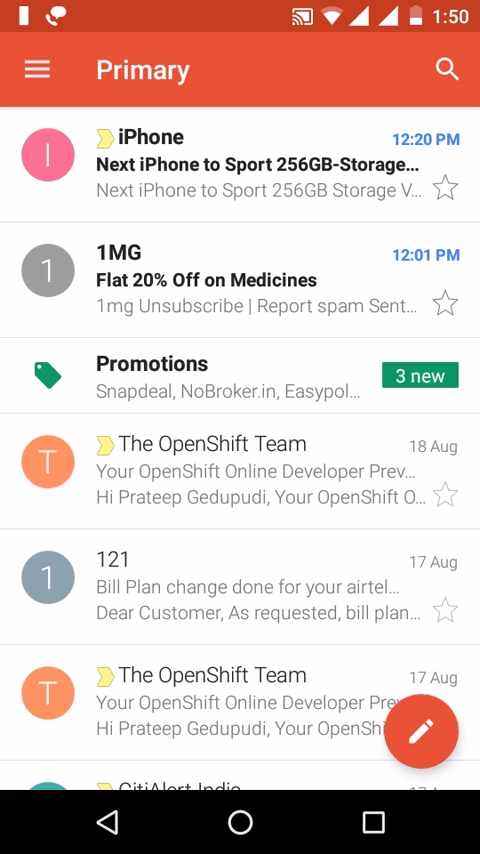 1:50
Primary
I
iPhone
12:20 PM
Next iPhone to Sport 256GB-Storage...
Next iPhone to Sport 256GB Storage V...
1
1MG
12:01 PM
Flat 20% Off on Medicines
1mg Unsubscribe | Report spam Sent...
Promotions
3 new
Snapdeal, NoBroker.in, Easypol...
T
The OpenShift Team
18 Aug
Your OpenShift Online Developer Prev...
Hi Prateep Gedupudi, Your OpenShift O...
1
121
17 Aug
Bill Plan change done for your airtel...
Dear Customer, As requested, bill plan...
T
The OpenShift Team
17 Aug
Your OpenShift Online Developer
Hi Prateep Gedupudi, Your
CitiAlert India